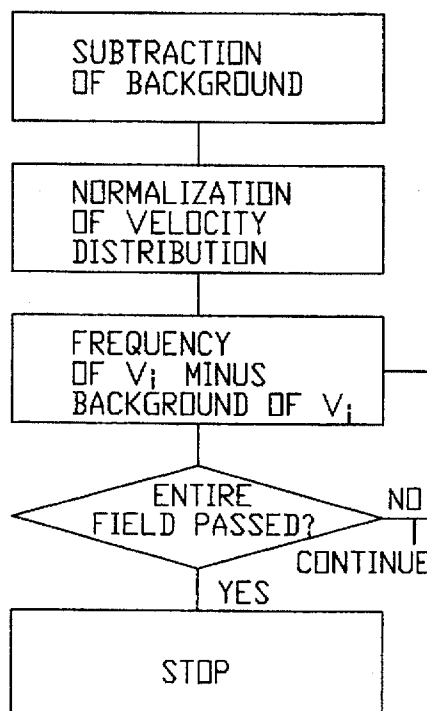 SUBTRACTION
OF BACKGROUND
NORMALIZATION
OF VELOCITY
DISTRIBUTION
FREQUENCY
OF Vi MINUS
BACKGROUND OF Vi
ENTIRE
FIELD PASSED?
NO
CONTINUE
YES
STOP